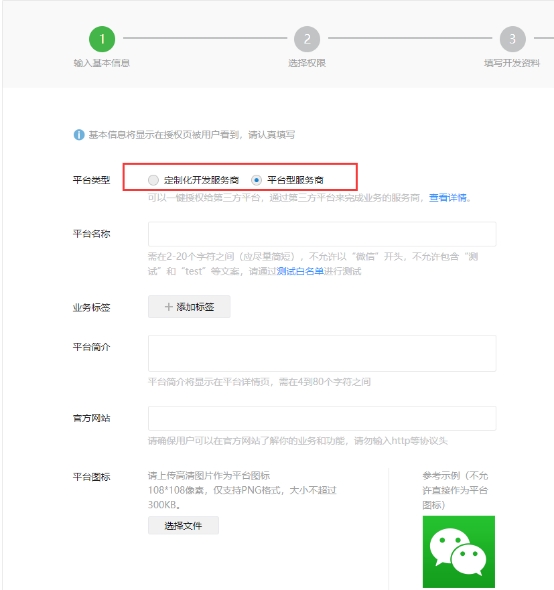 1
2
3
输入基本信息
选择权限
填写开发资料
基本信息将显示在授权页被用户看到，请认真填写
平台类型
定制化开发服务商
平台型服务商
可以一键授权给第三方平台，通过第三方平台来完成业务的服务商，查看详情。
平台名称
需在2-20个字符之间（应尽量简短），不允许以“微信”开头，不允许包含“测
试”和“test”等文案，请通过测试白名单进行测试
业务标签
+ 添加标签
平台简介
平台简介将显示在平台详情页，需在4到80个字符之间
官方网站
请确保用户可以在官方网站了解你的业务和功能，请勿输入http等协议头
平台图标
请上传高清图片作为平台图标
108*108像素，仅支持PNG格式，大小不超过
300KB。
选择文件
参考示例（不允
许直接作为平台
图标）